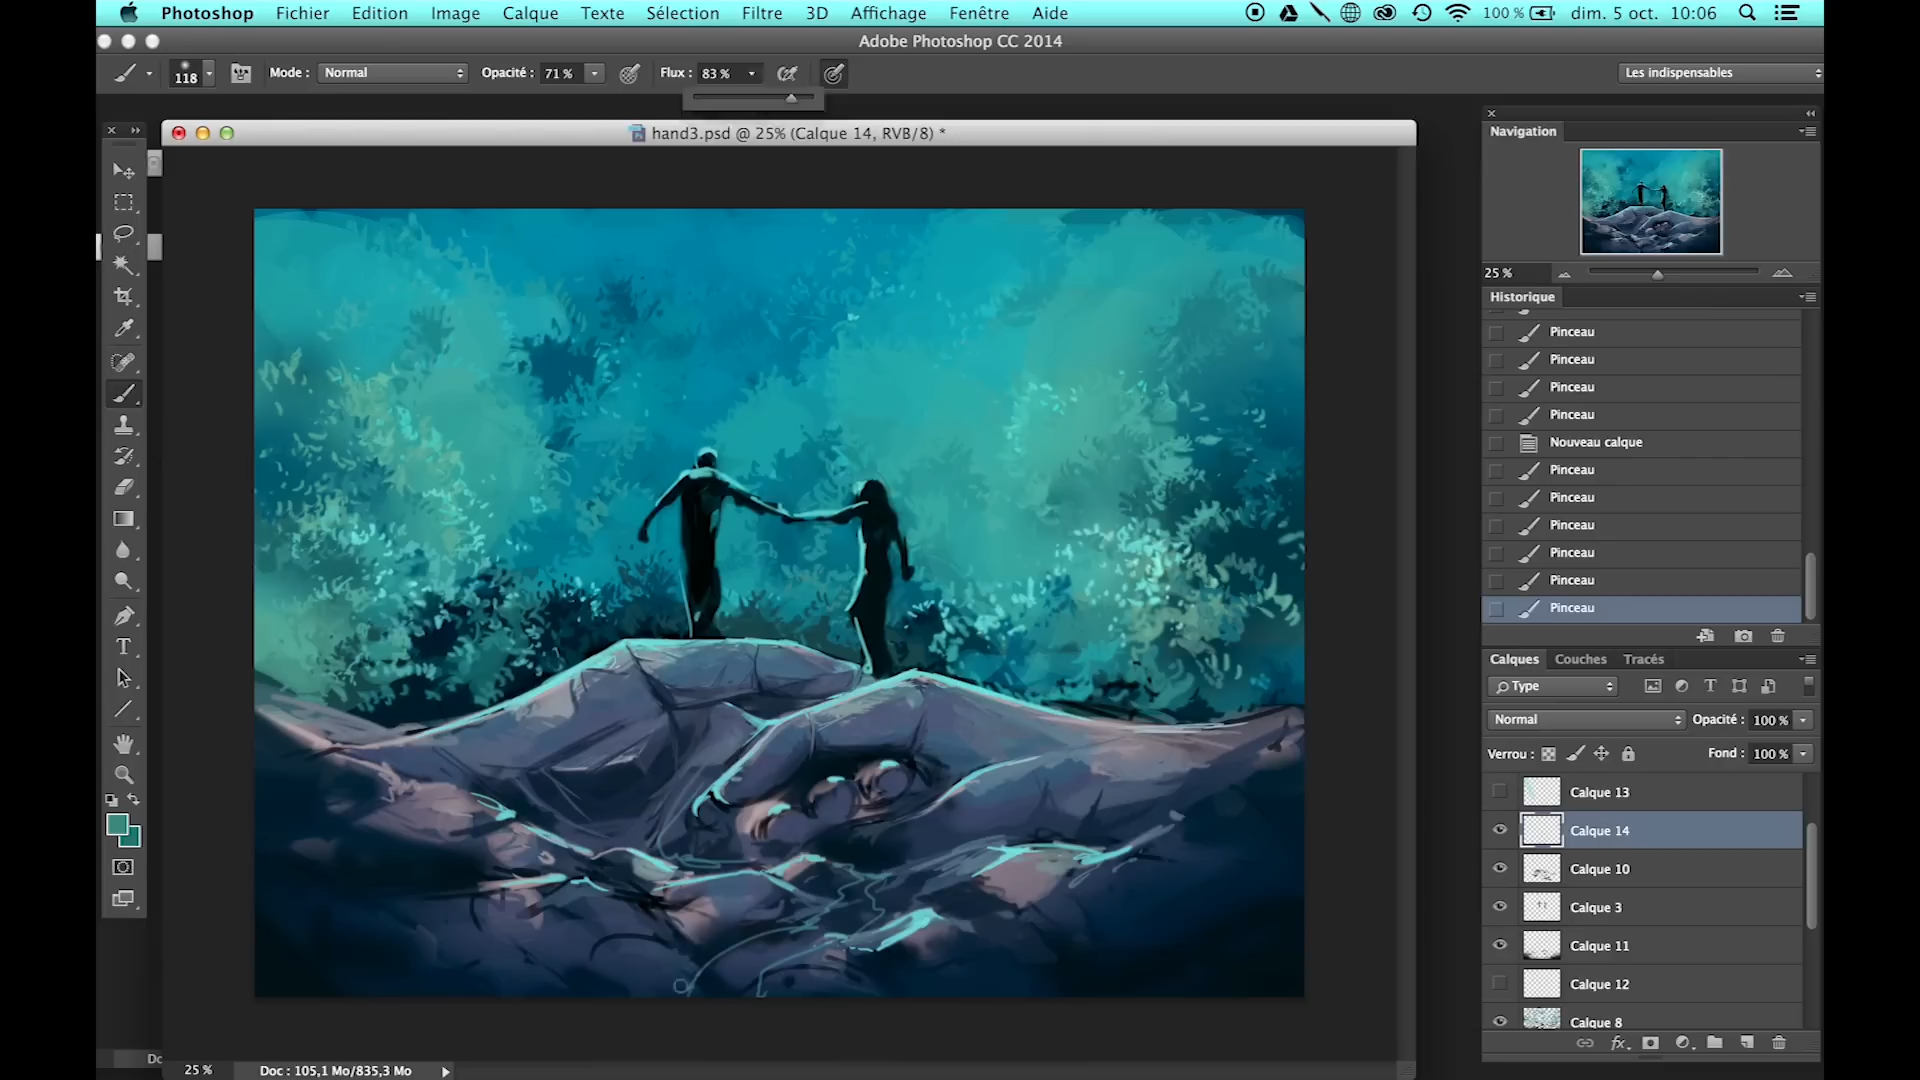 Photoshop Fichier Edition Image Calque Texte Sélection Filtre 3D Affichage Fenêtre Aide 100 % dim. 5 oct. 10:06
Adobe Photoshop CC 2014
118 Mode : Normal Opacité : 71 % Flux : 83 % Les indispensables
hand3.psd @ 25% (Calque 14, RVB/8) *
Navigation
25 %
Historique
Pinceau
Pinceau
Pinceau
Pinceau
Nouveau calque
Pinceau
Pinceau
Pinceau
Pinceau
Pinceau
Pinceau
Calques Couches Tracés
Type
Normal Opacité : 100 %
Verrou : Fond : 100 %
Calque 13
Calque 14
Calque 10
Calque 3
Calque 11
Calque 12
Calque 8
Do
25 % Doc : 105,1 Mo/835,3 Mo